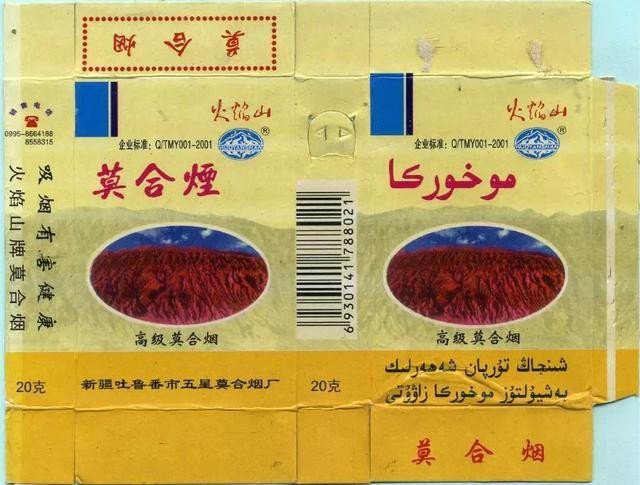 莫合烟
0995-8664188
8558315
吸烟有害健康
火焰山牌莫合烟
20克
火焰山
企业标准：Q/TMY001-2001
HUOYANSHAN
®
莫合煙
高级莫合烟
新疆吐鲁番市五星莫合烟厂
6930141788021
20克
火焰山
企业标准：Q/TMY001-2001
HUOYANSHAN
®
موخوركا
高级莫合烟
شىنجاڭ تۇرپان شەھەرلىك
بەشيۇلتۇز موخوركا زاۋۇتى
莫合烟